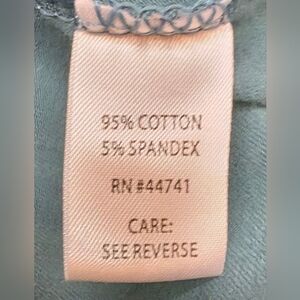 95% COTTON
5% SPANDEX
RN #44741
CARE:
SEE REVERSE